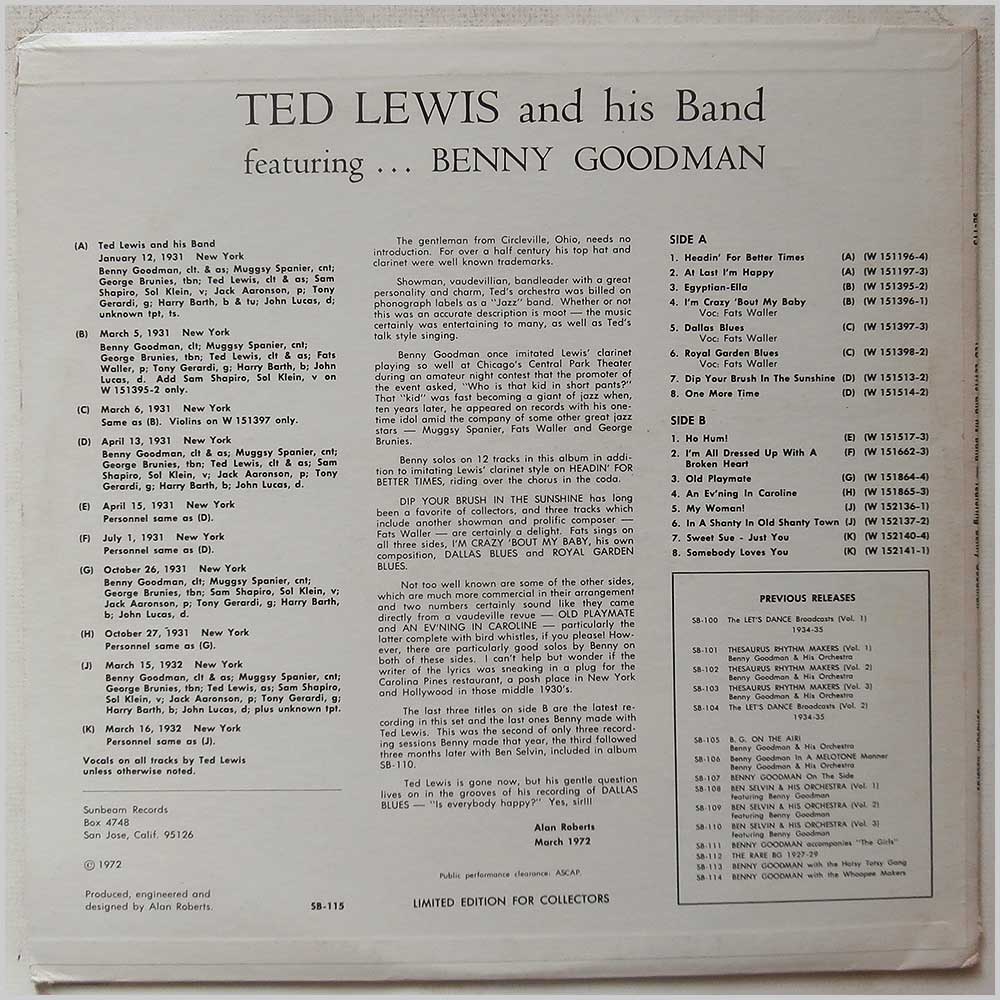 TED LEWIS and his Band
featuring ... BENNY GOODMAN
(A) Ted Lewis and his Band
January 12, 1931 New York
Benny Goodman, clt. & as; Muggsy Spanier, cnt;
George Brunies, tbn; Ted Lewis, clt & as; Sam
Shapiro, Sol Klein, v; Jack Aaronson, p; Tony
Gerardi, g; Harry Barth, b & tu; John Lucas, d;
unknown tpt, ts.
(B) March 5, 1931 New York
Benny Goodman, clt; Muggsy Spanier, cnt;
George Brunies, tbn; Ted Lewis, clt & as; Fats
Waller, p; Tony Gerardi, g; Harry Barth, b; John
Lucas, d. Add Sam Shapiro, Sol Klein, v on
W 151395-2 only.
(C) March 6, 1931 New York
Same as (B). Violins on W 151397 only.
(D) April 13, 1931 New York
Benny Goodman, clt & as; Muggsy Spanier, cnt;
George Brunies, tbn; Ted Lewis, clt & as; Sam
Shapiro, Sol Klein, v; Jack Aaronson, p; Tony
Gerardi, g; Harry Barth, b; John Lucas, d.
(E) April 15, 1931 New York
Personnel same as (D).
(F) July 1, 1931 New York
Personnel same as (D).
(G) October 26, 1931 New York
Benny Goodman, clt; Muggsy Spanier, cnt;
George Brunies, tbn; Sam Shapiro, Sol Klein, v;
Jack Aaronson, p; Tony Gerardi, g; Harry Barth,
b; John Lucas, d.
(H) October 27, 1931 New York
Personnel same as (G).
(J) March 15, 1932 New York
Benny Goodman, clt & as; Muggsy Spanier, cnt;
George Brunies, tbn; Ted Lewis, as; Sam Shapiro,
Sol Klein, v; Jack Aaronson, p; Tony Gerardi, g;
Harry Barth, b; John Lucas, d; plus unknown tpt.
(K) March 16, 1932 New York
Personnel same as (J).
Vocals on all tracks by Ted Lewis
unless otherwise noted.
Sunbeam Records
Box 4748
San Jose, Calif. 95126
© 1972
Produced, engineered and
designed by Alan Roberts.
SB-115
The gentleman from Circleville, Ohio, needs no
introduction. For over a half century his top hat and
clarinet were well known trademarks.
Showman, vaudevillian, bandleader with a great
personality and charm, Ted's orchestra was billed on
phonograph labels as a "Jazz" band. Whether or not
this was an accurate description is moot — the music
certainly was entertaining to many, as well as Ted's
talk style singing.
Benny Goodman once imitated Lewis' clarinet
playing so well at Chicago's Central Park Theater
during an amateur night contest that the promoter of
the event asked, "Who is that kid in short pants?"
That "kid" was fast becoming a giant of jazz when,
ten years later, he appeared on records with his one-
time idol amid the company of some other great jazz
stars — Muggsy Spanier, Fats Waller and George
Brunies.
Benny solos on 12 tracks in this album in addi-
tion to imitating Lewis' clarinet style on HEADIN' FOR
BETTER TIMES, riding over the chorus in the coda.
DIP YOUR BRUSH IN THE SUNSHINE has long
been a favorite of collectors, and three tracks which
include another showman and prolific composer —
Fats Waller — are certainly a delight. Fats sings on
all three sides, I'M CRAZY 'BOUT MY BABY, his own
composition, DALLAS BLUES and ROYAL GARDEN
BLUES.
Not too well known are some of the other sides,
which are much more commercial in their arrangement
and two numbers certainly sound like they came
directly from a vaudeville revue — OLD PLAYMATE
and AN EV'NING IN CAROLINE — particularly the
latter complete with bird whistles, if you please! How-
ever, there are particularly good solos by Benny on
both of these sides. I can't help but wonder if the
writer of the lyrics was sneaking in a plug for the
Carolina Pines restaurant, a posh place in New York
and Hollywood in those middle 1930's.
The last three titles on side B are the latest re-
cording in this set and the last ones Benny made with
Ted Lewis. This was the second of only three record-
ing sessions Benny made that year, the third followed
three months later with Ben Selvin, included in album
SB-110.
Ted Lewis is gone now, but his gentle question
lives on in the grooves of his recording of DALLAS
BLUES — "Is everybody happy?" Yes, sir!!!
Alan Roberts
March 1972
Public performance clearance: ASCAP.
LIMITED EDITION FOR COLLECTORS
SIDE A
1. Headin' For Better Times (A) (W 151196-4)
2. At Last I'm Happy (A) (W 151197-3)
3. Egyptian-Ella (B) (W 151395-2)
4. I'm Crazy 'Bout My Baby (B) (W 151396-1)
Voc: Fats Waller
5. Dallas Blues (C) (W 151397-3)
Voc: Fats Waller
6. Royal Garden Blues (C) (W 151398-2)
Voc: Fats Waller
7. Dip Your Brush In The Sunshine (D) (W 151513-2)
8. One More Time (D) (W 151514-2)
SIDE B
1. Ho Hum! (E) (W 151517-3)
2. I'm All Dressed Up With A (F) (W 151662-3)
Broken Heart
3. Old Playmate (G) (W 151864-4)
4. An Ev'ning In Caroline (H) (W 151865-3)
5. My Woman! (J) (W 152136-1)
6. In A Shanty In Old Shanty Town (J) (W 152137-2)
7. Sweet Sue - Just You (K) (W 152140-4)
8. Somebody Loves You (K) (W 152141-1)
PREVIOUS RELEASES
SB-100 The LET'S DANCE Broadcasts (Vol. 1)
1934-35
SB-101 THESAURUS RHYTHM MAKERS (Vol. 1)
Benny Goodman & His Orchestra
SB-102 THESAURUS RHYTHM MAKERS (Vol. 2)
Benny Goodman & His Orchestra
SB-103 THESAURUS RHYTHM MAKERS (Vol. 3)
Benny Goodman & His Orchestra
SB-104 The LET'S DANCE Broadcasts (Vol. 2)
1934-35
SB-105 B. G. ON THE AIR!
Benny Goodman & His Orchestra
SB-106 Benny Goodman In A MELOTONE Manner
Benny Goodman & His Orchestra
SB-107 BENNY GOODMAN On The Side
SB-108 BEN SELVIN & HIS ORCHESTRA (Vol. 1)
featuring Benny Goodman
SB-109 BEN SELVIN & HIS ORCHESTRA (Vol. 2)
featuring Benny Goodman
SB-110 BEN SELVIN & HIS ORCHESTRA (Vol. 3)
featuring Benny Goodman
SB-111 BENNY GOODMAN accompanies "The Girls"
SB-112 THE RARE BG 1927-29
SB-113 BENNY GOODMAN with the Hotsy Totsy Gang
SB-114 BENNY GOODMAN with the Whoopee Makers